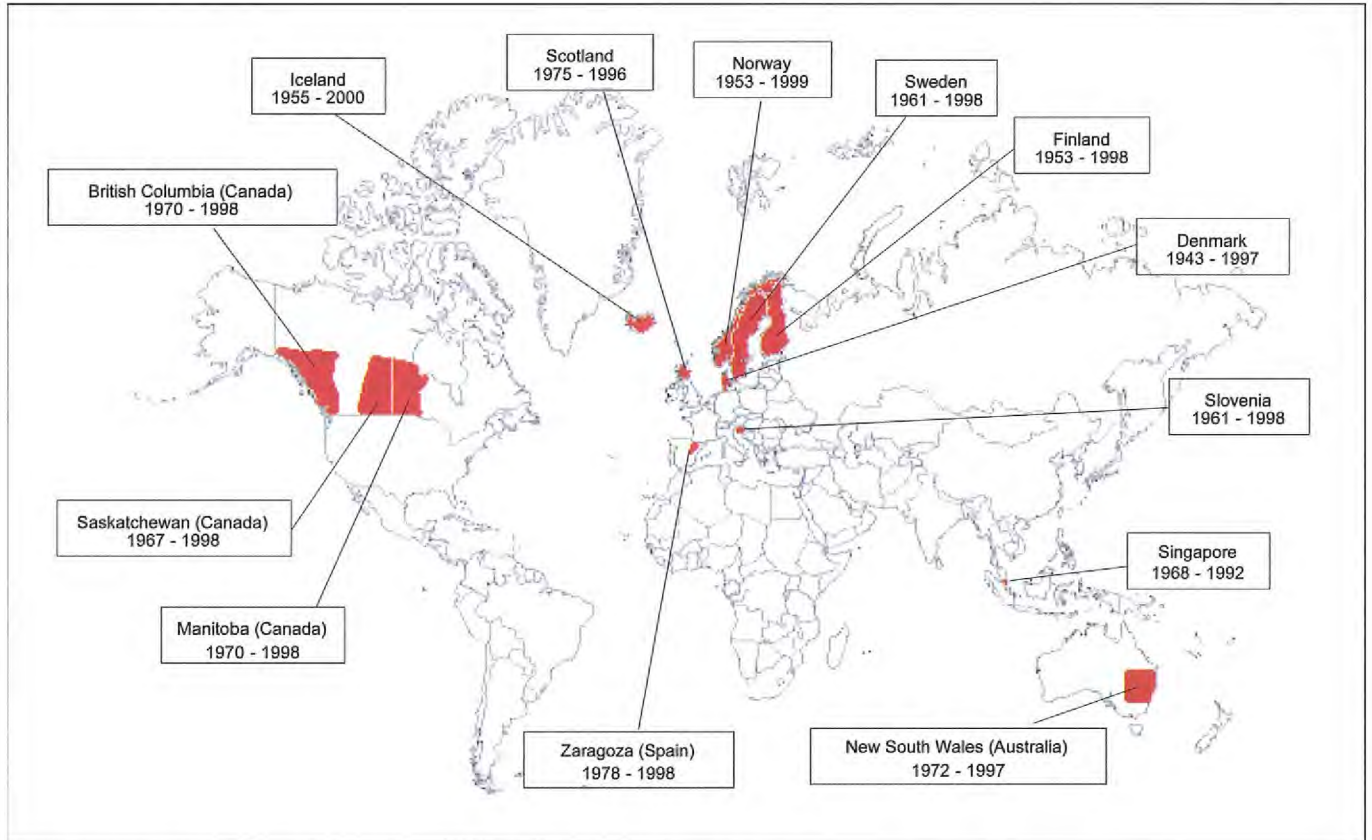 Scotland
1975 - 1996
Norway
1953 - 1999
Iceland
1955 - 2000
Sweden
1961 - 1998
Finland
1953 - 1998
British Columbia (Canada)
1970 - 1998
Denmark
1943 - 1997
Slovenia
1961 - 1998
Saskatchewan (Canada)
1967 - 1998
Singapore
1968 - 1992
Manitoba (Canada)
1970 - 1998
Zaragoza (Spain)
1978 - 1998
New South Wales (Australia)
1972 - 1997